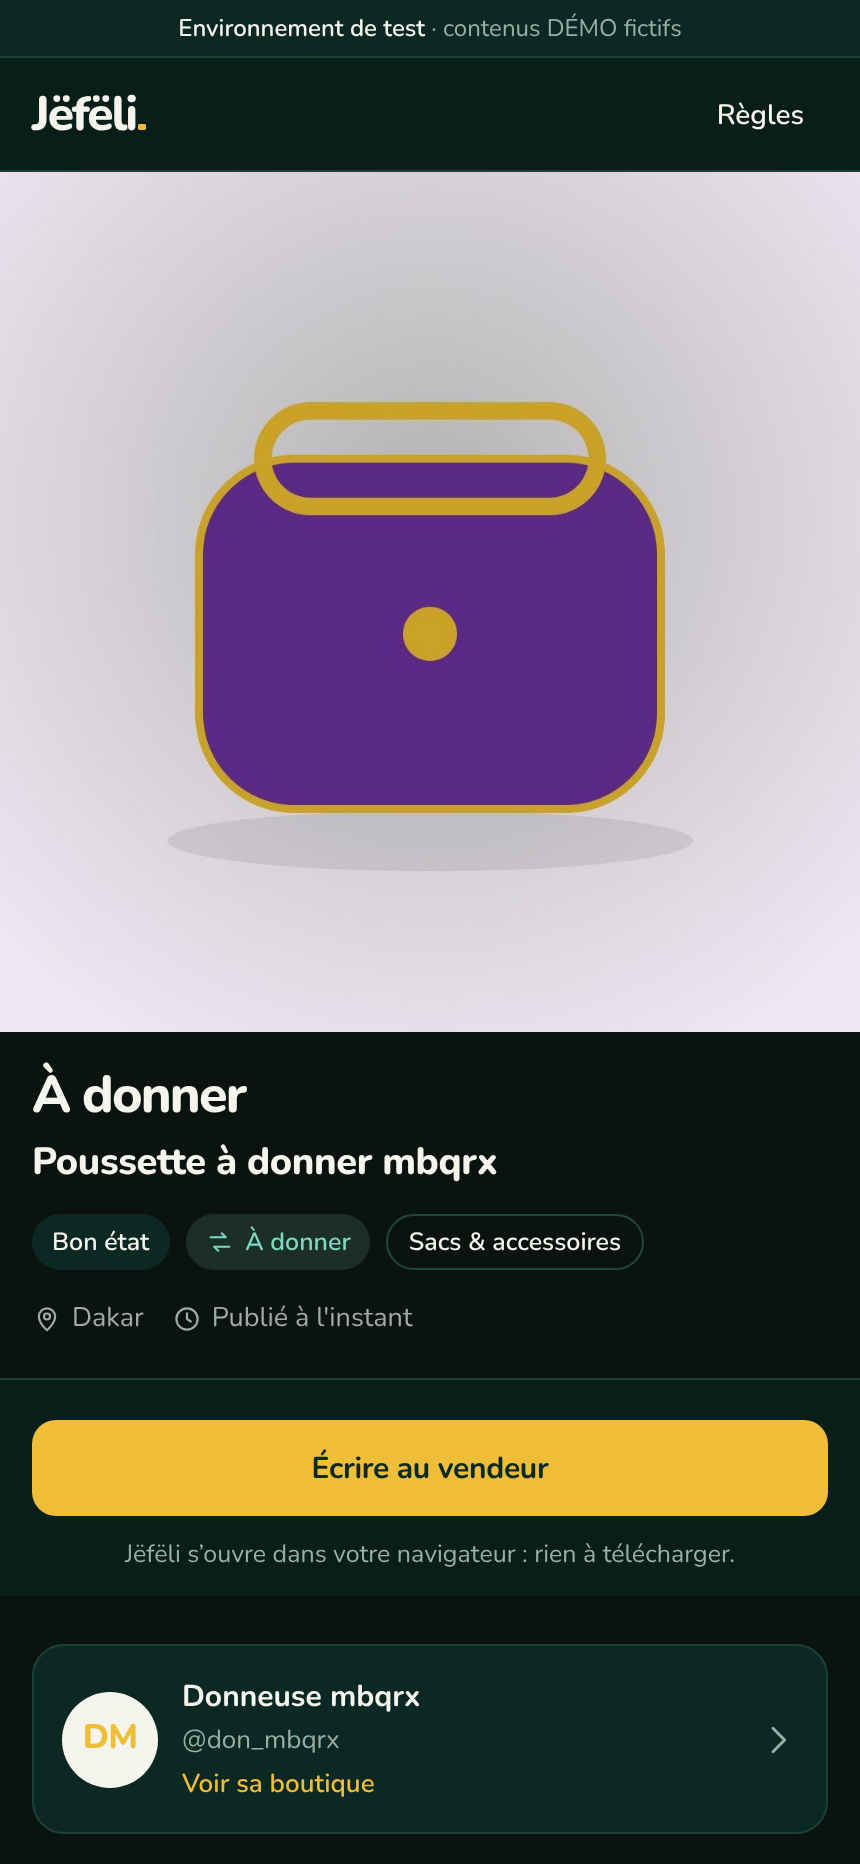 Environnement de test · contenus DÉMO fictifs
Jëfëli.
Règles
À donner
Poussette à donner mbqrx
Bon état
À donner
Sacs & accessoires
Dakar
Publié à l'instant
Écrire au vendeur
Jëfëli s’ouvre dans votre navigateur : rien à télécharger.
DM
Donneuse mbqrx
@don_mbqrx
Voir sa boutique